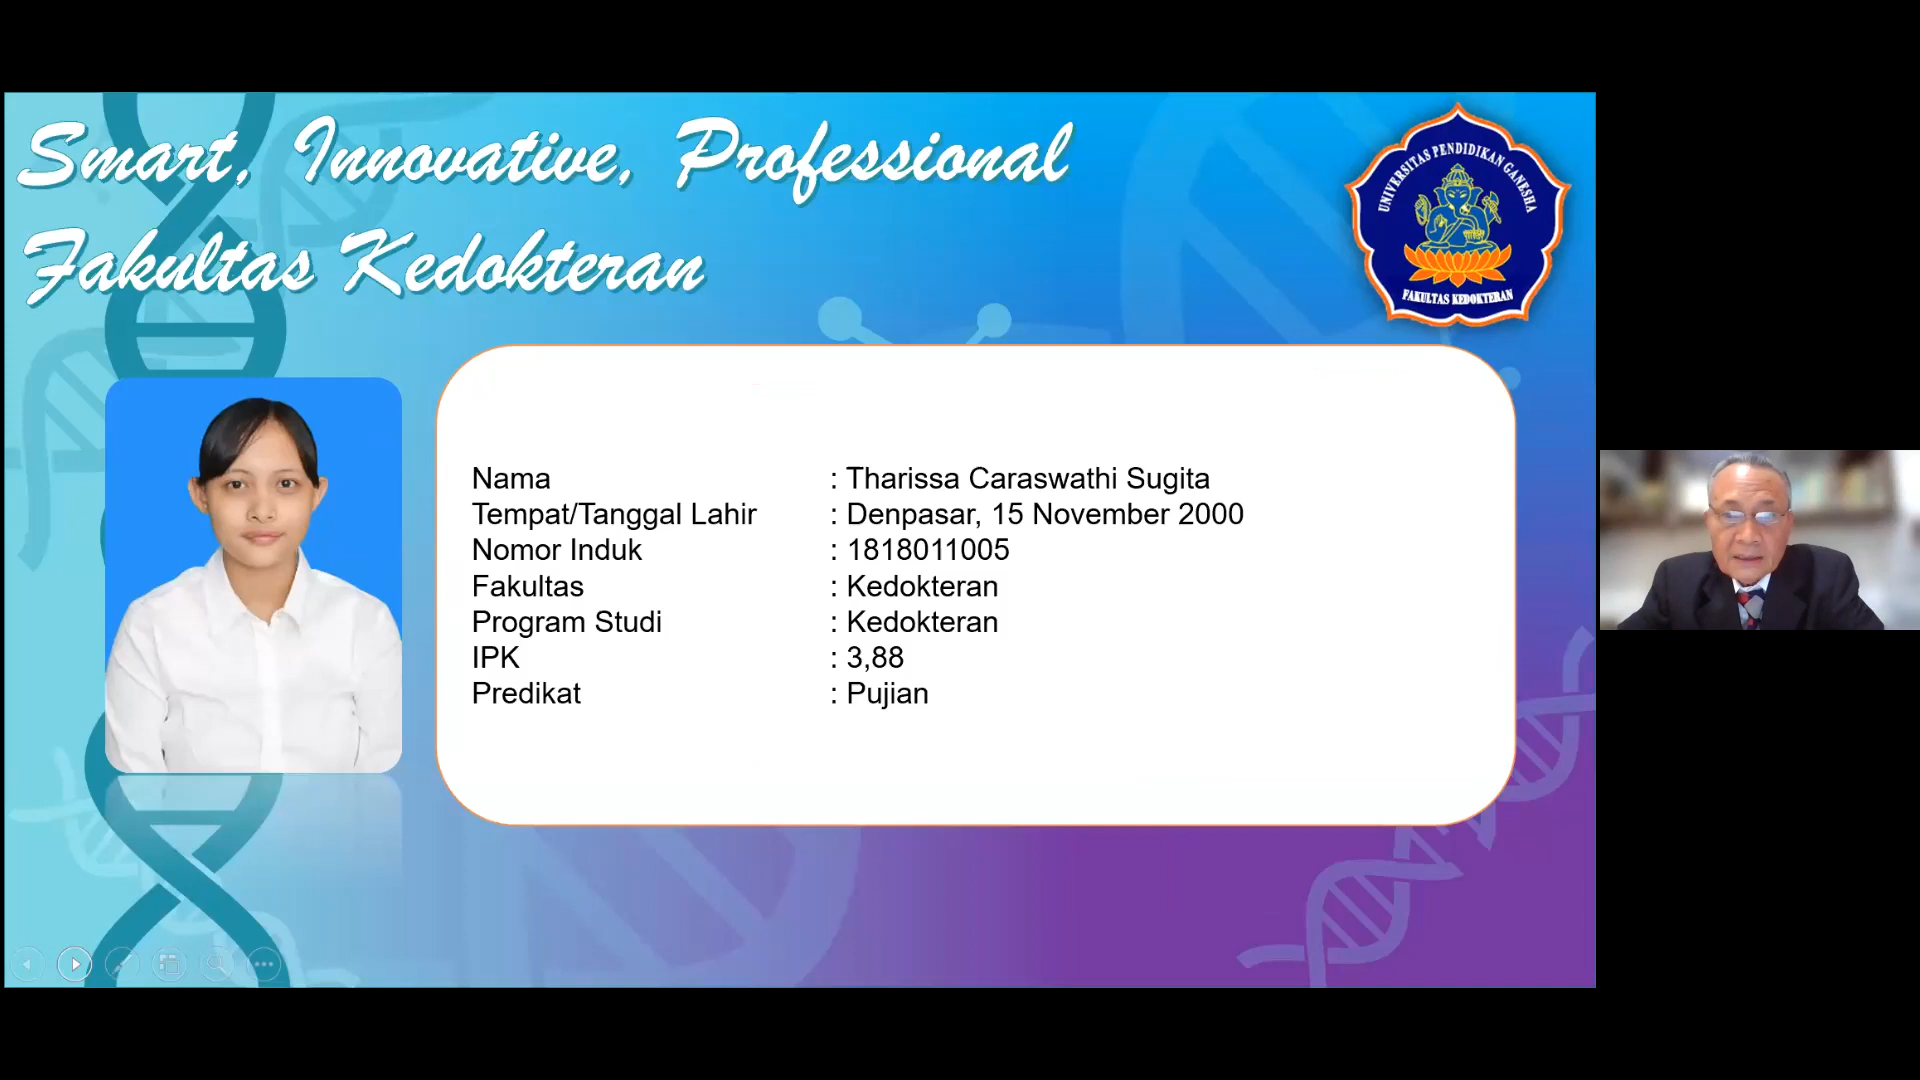 Smart, Innovative, Professional
Fakultas Kedokteran
UNIVERSITAS PENDIDIKAN GANESHA
FAKULTAS KEDOKTERAN
Nama : Tharissa Caraswathi Sugita
Tempat/Tanggal Lahir : Denpasar, 15 November 2000
Nomor Induk : 1818011005
Fakultas : Kedokteran
Program Studi : Kedokteran
IPK : 3,88
Predikat : Pujian